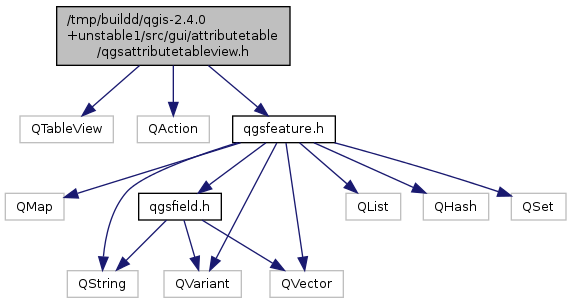 /tmp/buildd/qgis-2.4.0
+unstable1/src/gui/attributetable
/qgsattributetableview.h
QTableView
QAction
qgsfeature.h
QMap
qgsfield.h
QList
QHash
QSet
QString
QVariant
QVector